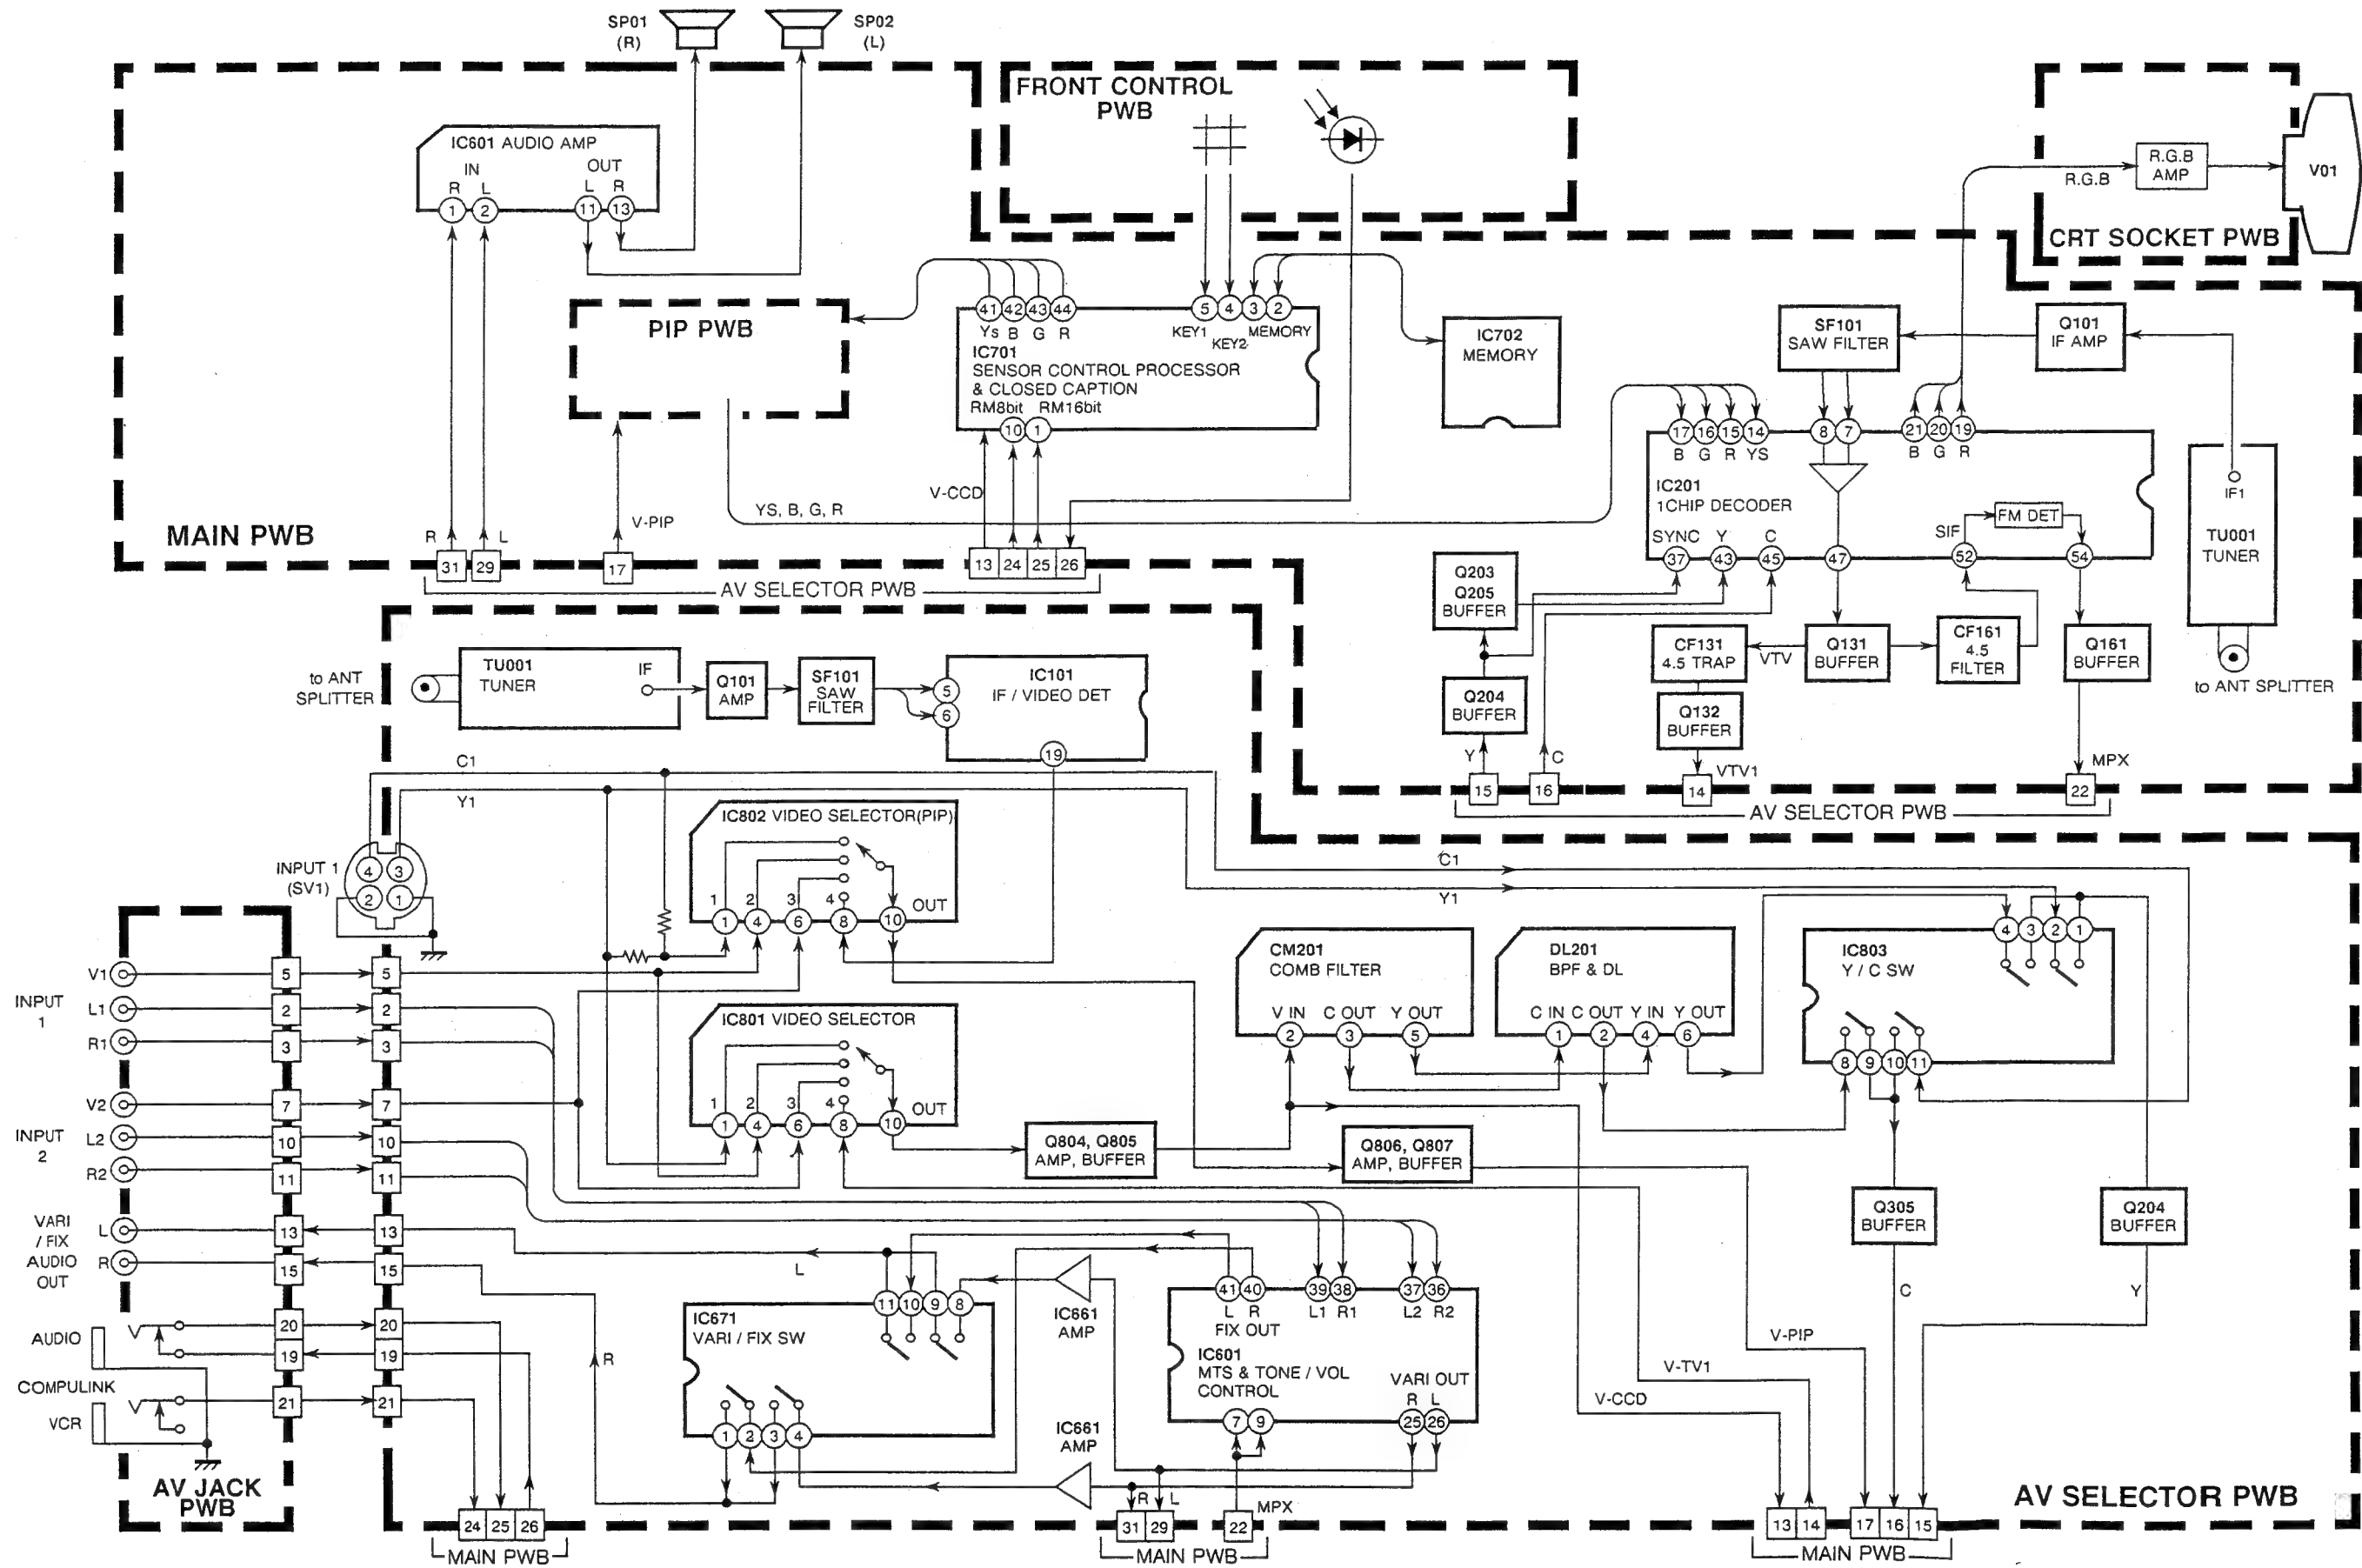 SP01
(R)
SP02
(L)
FRONT CONTROL
PWB
IC601 AUDIO AMP
IN
OUT
R L
L R
1 2
11 13
R.G.B
R.G.B
AMP
V01
CRT SOCKET PWB
PIP PWB
41 42 43 44
Ys B G R
5 4 3 2
KEY1
KEY2
MEMORY
IC701
SENSOR CONTROL PROCESSOR
& CLOSED CAPTION
RM8bit RM16bit
10 1
IC702
MEMORY
SF101
SAW FILTER
Q101
IF AMP
17 16 15 14
B G R YS
8 7
21 20 19
B G R
IC201
1CHIP DECODER
FM DET
SYNC Y C
SIF
37 43 45 47 52 54
IF1
TU001
TUNER
to ANT SPLITTER
V-CCD
YS, B, G, R
V-PIP
MAIN PWB
R L
31 29
17
13 24 25 26
AV SELECTOR PWB
Q203
Q205
BUFFER
Q204
BUFFER
CF131
4.5 TRAP
VTV
Q131
BUFFER
CF161
4.5
FILTER
Q161
BUFFER
Q132
BUFFER
Y
C
VTV1
MPX
15 16 14 22
AV SELECTOR PWB
to ANT
SPLITTER
TU001
TUNER
IF
Q101
AMP
SF101
SAW
FILTER
5
6
IC101
IF / VIDEO DET
19
C1
Y1
INPUT 1
(SV1)
4 3
2 1
IC802 VIDEO SELECTOR(PIP)
1 2 3 4
OUT
1 4 6 8 10
C1
Y1
IC801 VIDEO SELECTOR
1 2 3 4
OUT
1 4 6 8 10
Q804, Q805
AMP, BUFFER
Q806, Q807
AMP, BUFFER
CM201
COMB FILTER
V IN C OUT Y OUT
2 3 5
DL201
BPF & DL
C IN C OUT Y IN Y OUT
1 2 4 6
4 3 2 1
IC803
Y / C SW
8 9 10 11
Q305
BUFFER
Q204
BUFFER
C
Y
INPUT
1
V1
L1
R1
5 5
2 2
3 3
INPUT
2
V2
L2
R2
7 7
10 10
11 11
VARI
/ FIX
AUDIO
OUT
L
R
13 13
15 15
AUDIO
20 20
19 19
COMPULINK
21 21
VCR
AV JACK
PWB
24 25 26
MAIN PWB
L
R
11 10 9 8
IC671
VARI / FIX SW
1 2 3 4
IC661
AMP
IC661
AMP
41 40 39 38 37 36
L R L1 R1 L2 R2
FIX OUT
IC601
MTS & TONE / VOL
CONTROL
VARI OUT
R L
7 9
25 26
R L
MPX
31 29 22
MAIN PWB
V-PIP
V-TV1
V-CCD
13 14 17 16 15
MAIN PWB
AV SELECTOR PWB